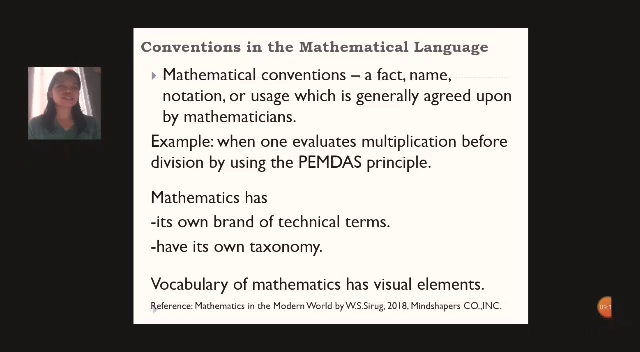 Conventions in the Mathematical Language
Mathematical conventions – a fact, name,
notation, or usage which is generally agreed upon
by mathematicians.
Example: when one evaluates multiplication before
division by using the PEMDAS principle.
Mathematics has
-its own brand of technical terms.
-have its own taxonomy.
Vocabulary of mathematics has visual elements.
Reference: Mathematics in the Modern World by W.S.Sirug, 2018, Mindshapers CO.,INC.